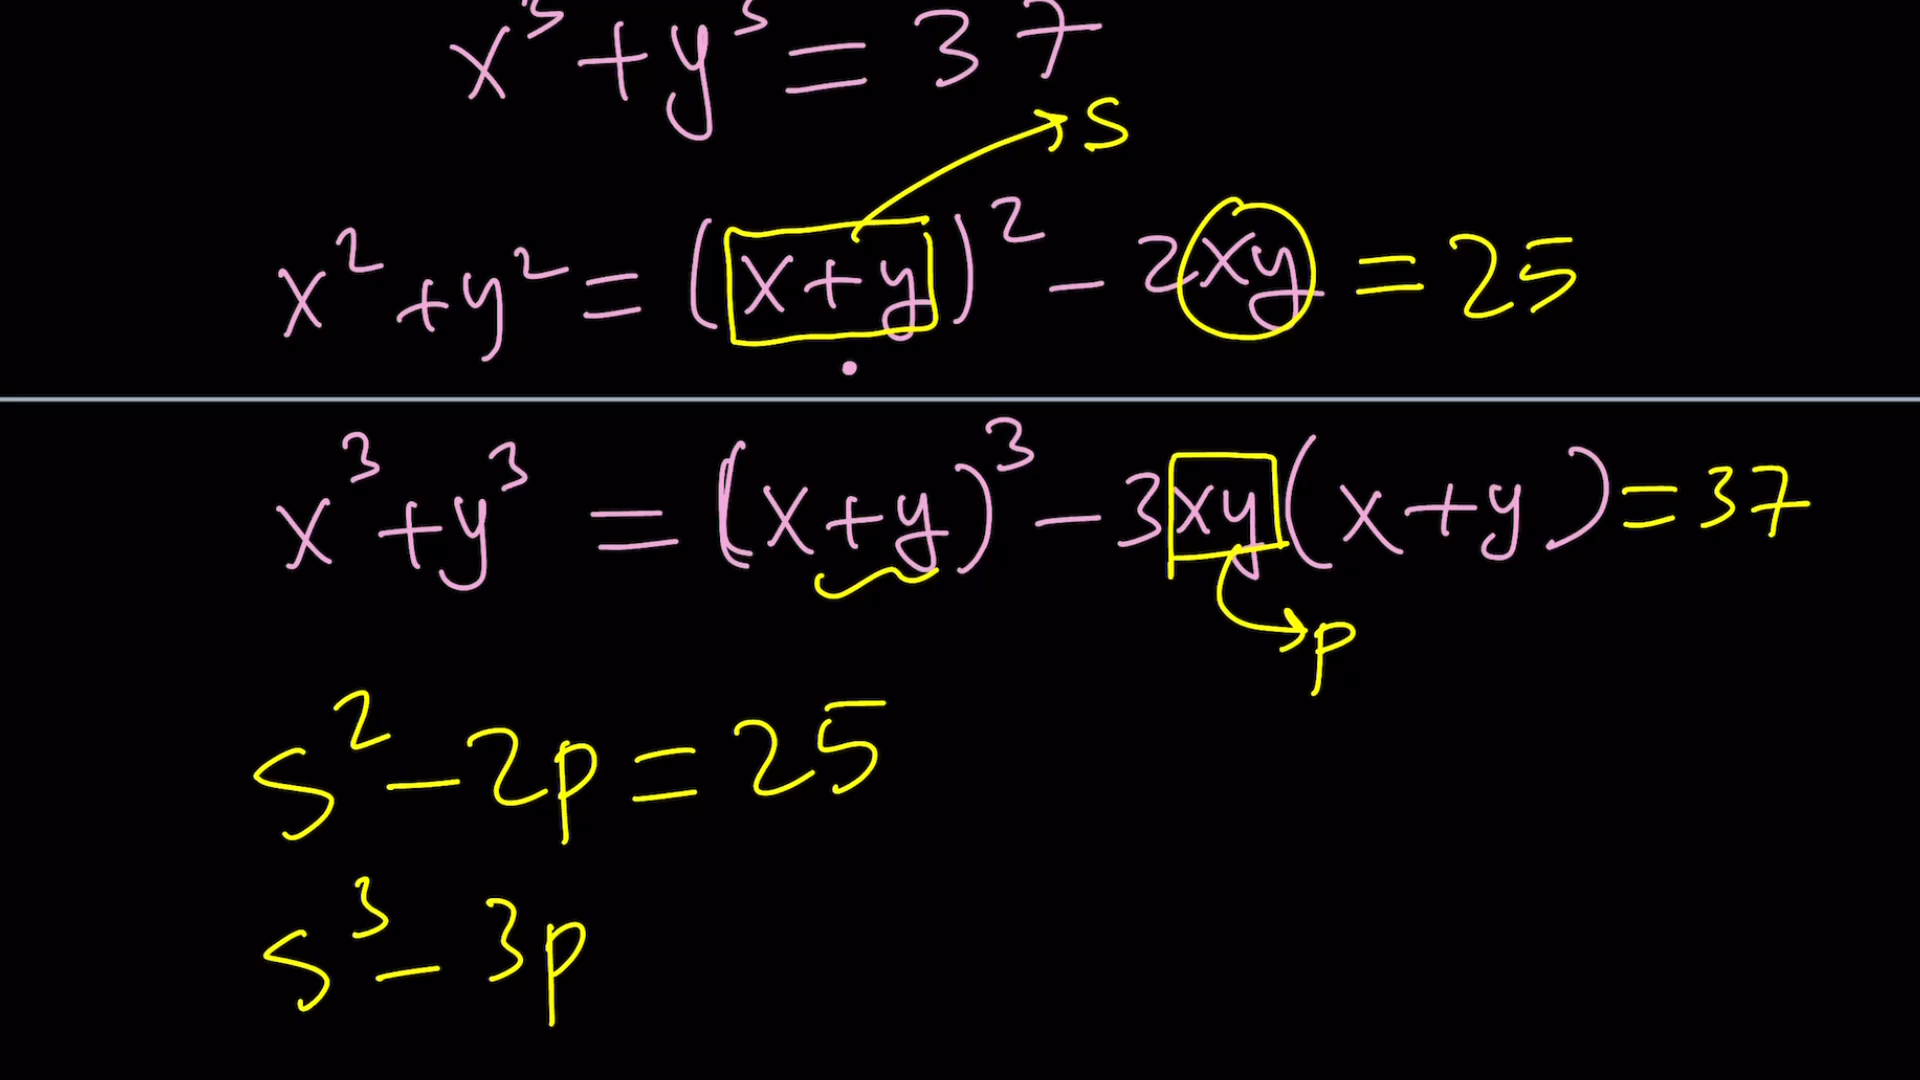 x³+y³=37
s
x²+y²=(x+y)²-2xy=25
x³+y³=(x+y)³-3xy(x+y)=37
p
s²-2p=25
s³-3p